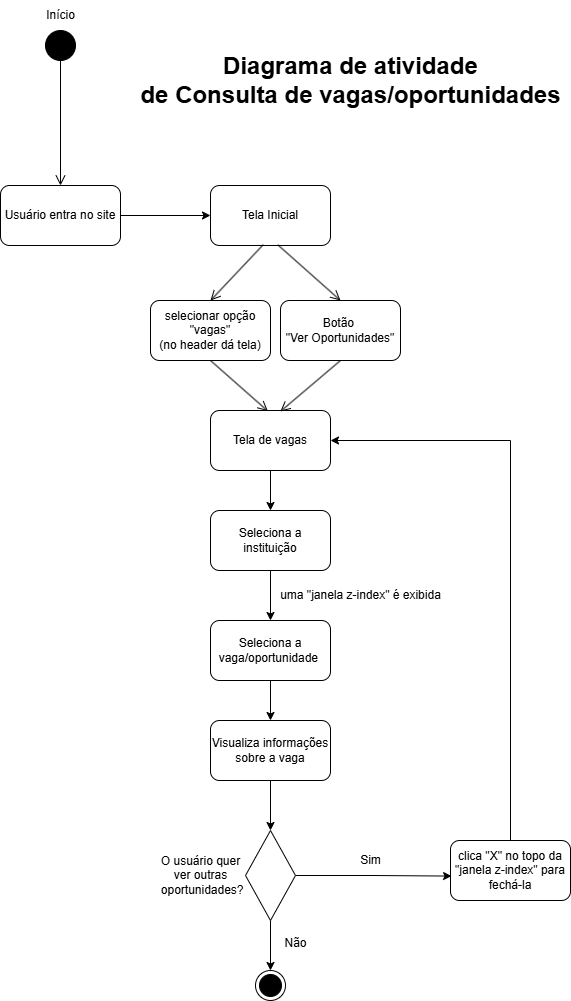 Início
Diagrama de atividade
de Consulta de vagas/oportunidades
Usuário entra no site
Tela Inicial
selecionar opção
"vagas"
(no header dá tela)
Botão
"Ver Oportunidades"
Tela de vagas
Seleciona a
instituição
uma "janela z-index" é exibida
Seleciona a
vaga/oportunidade
Visualiza informações
sobre a vaga
O usuário quer
ver outras
oportunidades?
Sim
clica "X" no topo da
"janela z-index" para
fechá-la
Não